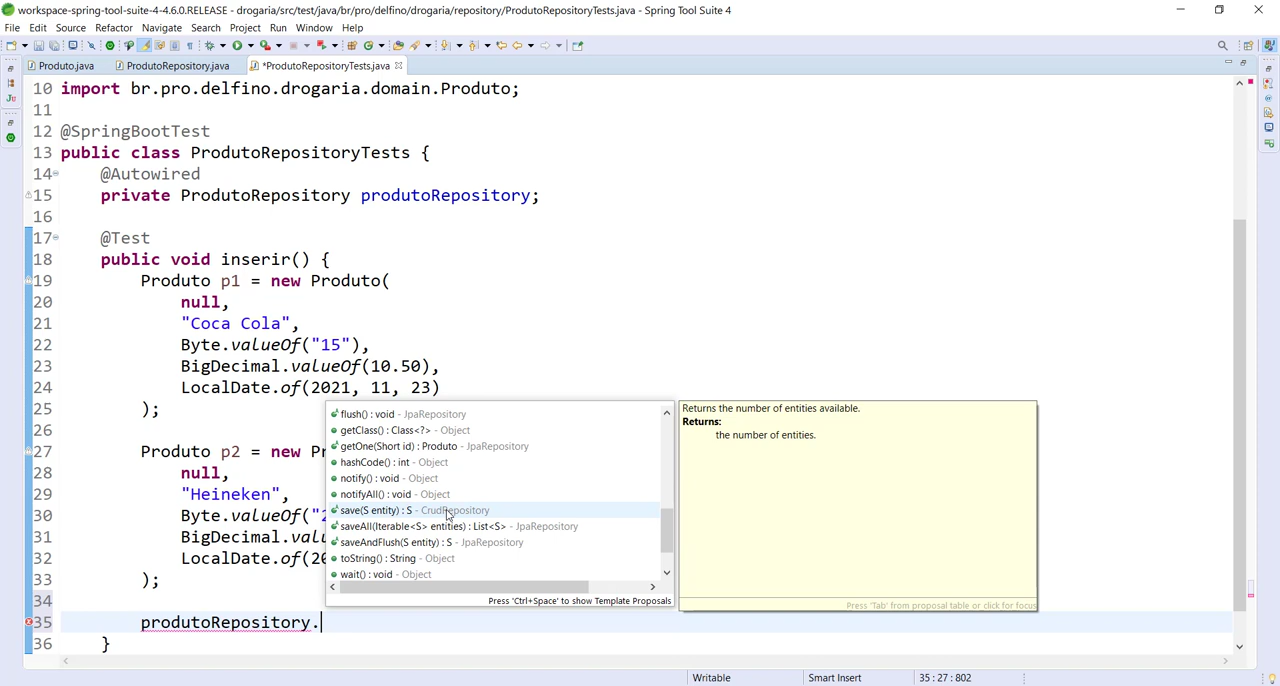 workspace-spring-tool-suite-4-4.6.0.RELEASE - drogaria/src/test/java/br/pro/delfino/drogaria/repository/ProdutoRepositoryTests.java - Spring Tool Suite 4
File Edit Source Refactor Navigate Search Project Run Window Help
Produto.java ProdutoRepository.java *ProdutoRepositoryTests.java
10 import br.pro.delfino.drogaria.domain.Produto;
11
12 @SpringBootTest
13 public class ProdutoRepositoryTests {
14 @Autowired
15 private ProdutoRepository produtoRepository;
16
17 @Test
18 public void inserir() {
19 Produto p1 = new Produto(
20 null,
21 "Coca Cola",
22 Byte.valueOf("15"),
23 BigDecimal.valueOf(10.50),
24 LocalDate.of(2021, 11, 23)
25 );
26
27 Produto p2 = new Pr
28 null,
29 "Heineken",
30 Byte.valueOf("2
31 BigDecimal.valu
32 LocalDate.of(20
33 );
34
35 produtoRepository.
36 }
flush() : void - JpaRepository
getClass() : Class<?> - Object
getOne(Short id) : Produto - JpaRepository
hashCode() : int - Object
notify() : void - Object
notifyAll() : void - Object
save(S entity) : S - CrudRepository
saveAll(Iterable<S> entities) : List<S> - JpaRepository
saveAndFlush(S entity) : S - JpaRepository
toString() : String - Object
wait() : void - Object
Press 'Ctrl+Space' to show Template Proposals
Returns the number of entities available.
Returns:
the number of entities.
Press 'Tab' from proposal table or click for focus
Writable Smart Insert 35 : 27 : 802